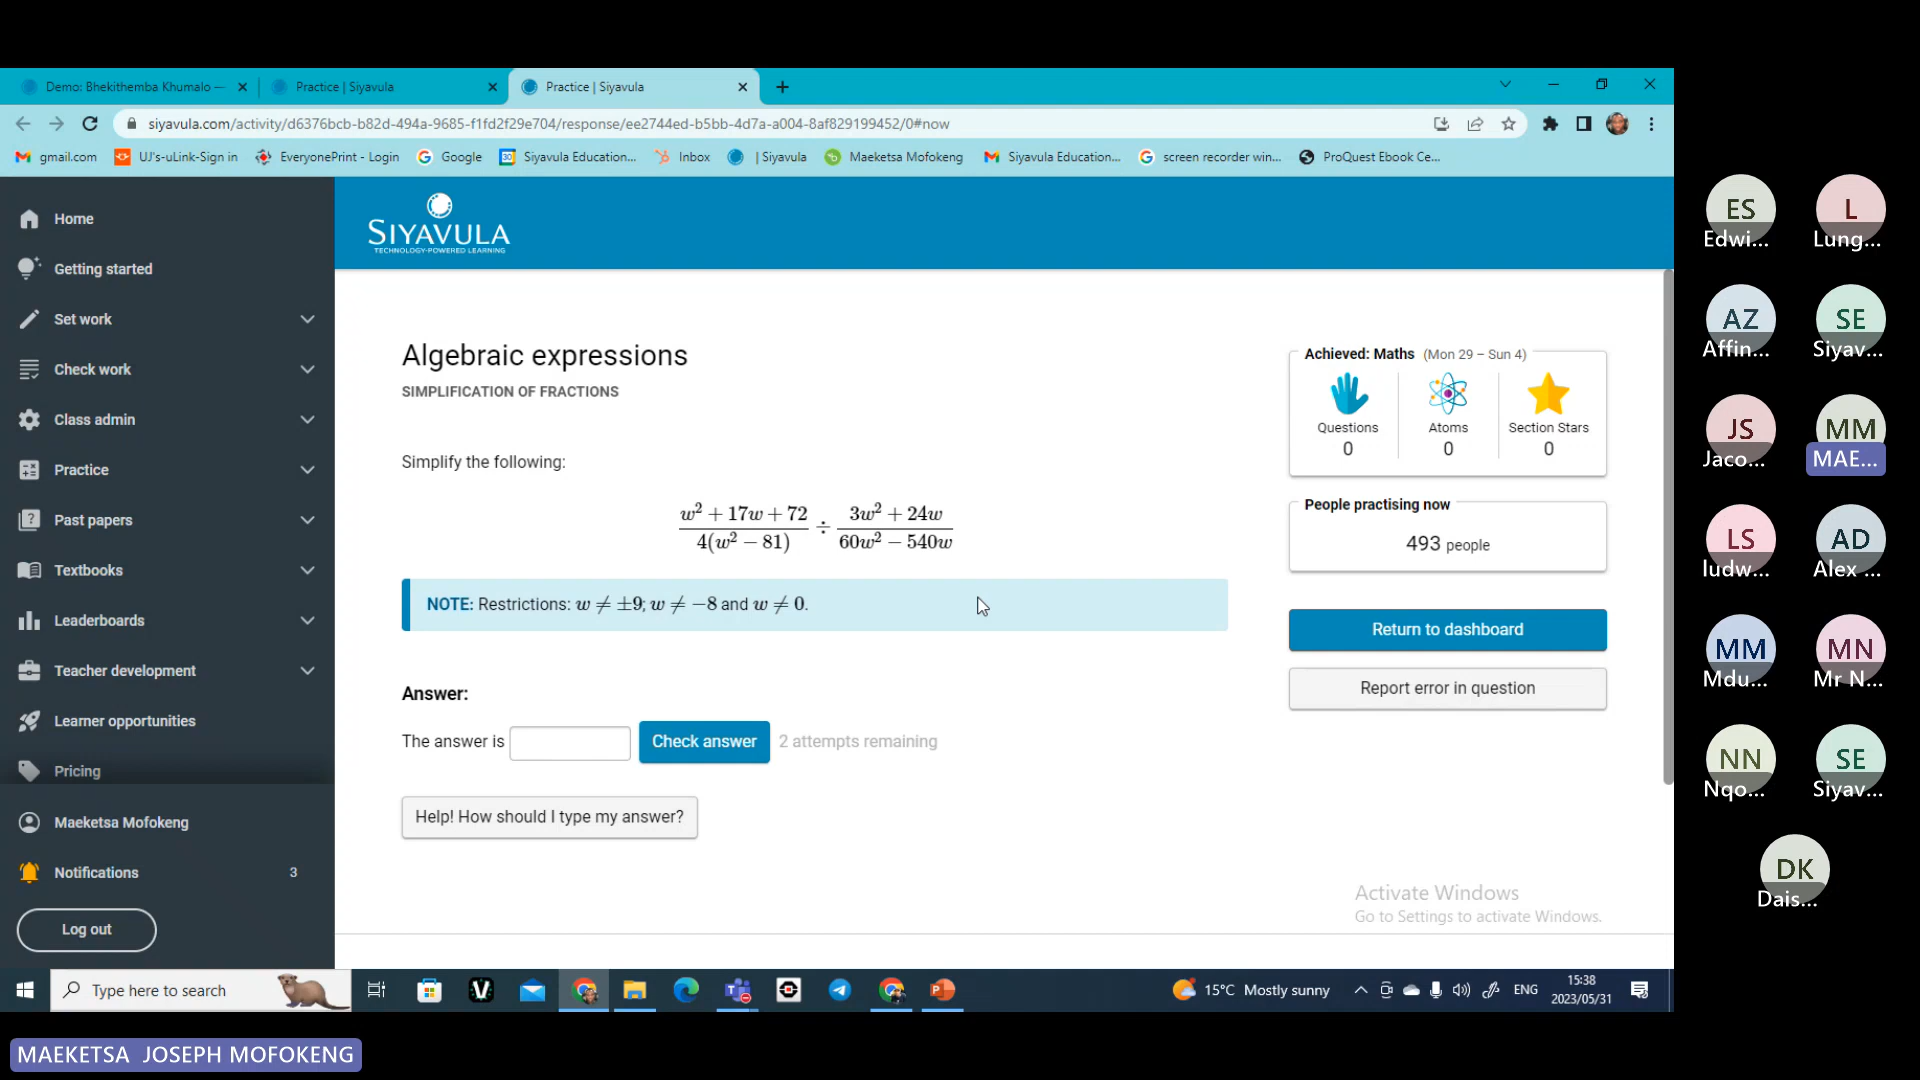 Demo: Bhekithemba Khumalo —
Practice | Siyavula
Practice | Siyavula
siyavula.com/activity/d6376bcb-b82d-494a-9685-f1fd2f29e704/response/ee2744ed-b5bb-4d7a-a004-8af829199452/0#now
gmail.com
UJ's-uLink-Sign in
EveryonePrint - Login
Google
Siyavula Education...
Inbox
| Siyavula
Maeketsa Mofokeng
Siyavula Education...
screen recorder win...
ProQuest Ebook Ce...
Home
Getting started
Set work
Check work
Class admin
Practice
Past papers
Textbooks
Leaderboards
Teacher development
Learner opportunities
Pricing
Maeketsa Mofokeng
Notifications 3
Log out
SIYAVULA
TECHNOLOGY-POWERED LEARNING
Algebraic expressions
SIMPLIFICATION OF FRACTIONS
Simplify the following:
w² + 17w + 72 / 4(w² − 81) ÷ 3w² + 24w / 60w² − 540w
NOTE: Restrictions: w ≠ ±9; w ≠ −8 and w ≠ 0.
Answer:
The answer is
Check answer
2 attempts remaining
Help! How should I type my answer?
Achieved: Maths (Mon 29 – Sun 4)
Questions
0
Atoms
0
Section Stars
0
People practising now
493 people
Return to dashboard
Report error in question
Activate Windows
Go to Settings to activate Windows.
Type here to search
15°C Mostly sunny
ENG
15:38
2023/05/31
ES
Edwi...
L
Lung...
AZ
Affin...
SE
Siyav...
JS
Jaco...
MM
MAE...
LS
ludw...
AD
Alex ...
MM
Mdu...
MN
Mr N...
NN
Nqo...
SE
Siyav...
DK
Dais...
MAEKETSA JOSEPH MOFOKENG